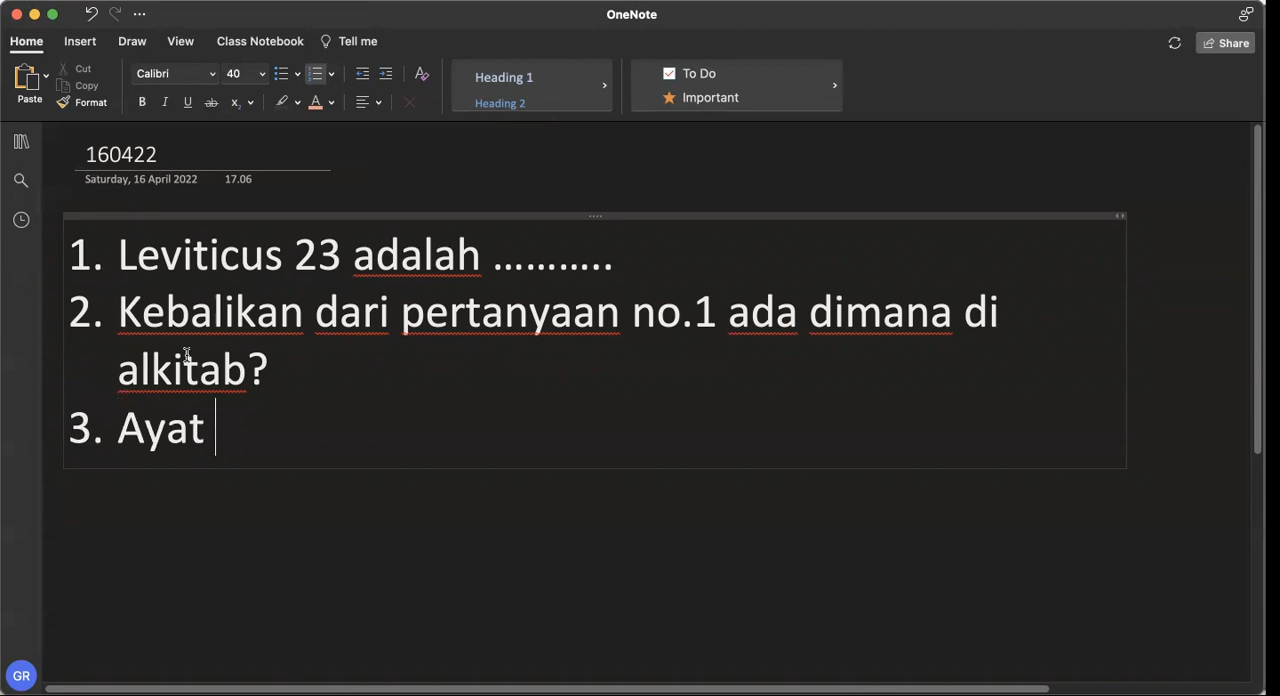 OneNote
Home Insert Draw View Class Notebook Tell me
Share
Paste
Cut
Copy
Format
Calibri 40
B I U ab x₂ A
Heading 1
Heading 2
To Do
Important
160422
Saturday, 16 April 2022 17.06
1. Leviticus 23 adalah ...........
2. Kebalikan dari pertanyaan no.1 ada dimana di
alkitab?
3. Ayat
GR